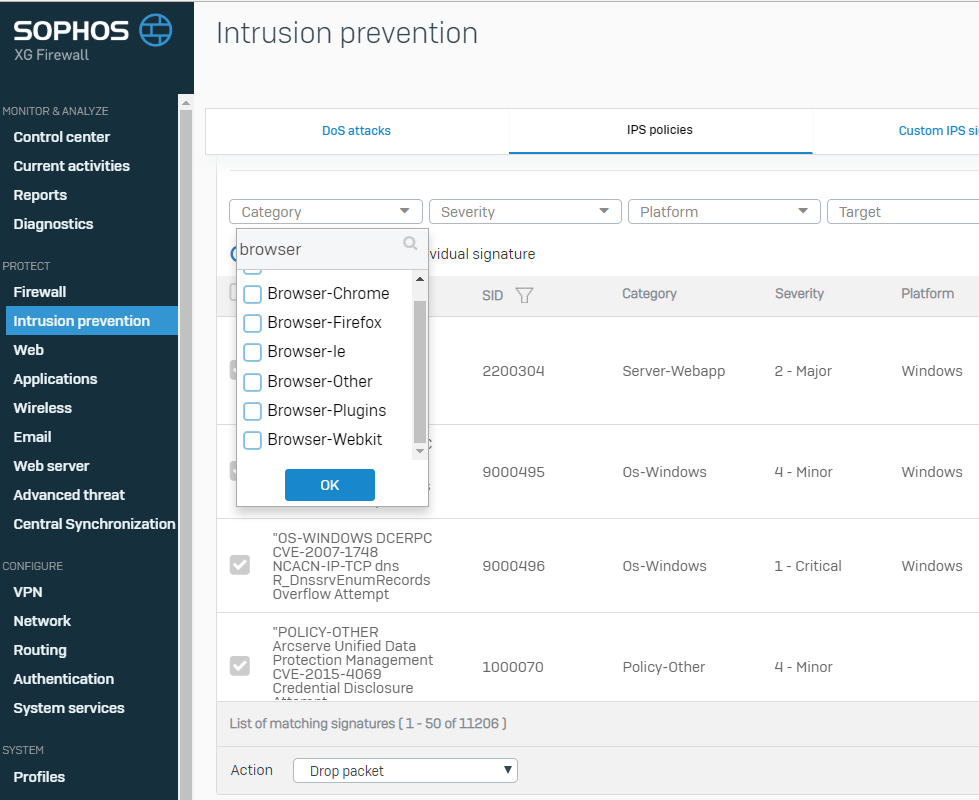 SOPHOS
XG Firewall
MONITOR & ANALYZE
Control center
Current activities
Reports
Diagnostics
PROTECT
Firewall
Intrusion prevention
Web
Applications
Wireless
Email
Web server
Advanced threat
Central Synchronization
CONFIGURE
VPN
Network
Routing
Authentication
System services
SYSTEM
Profiles
Intrusion prevention
DoS attacks IPS policies Custom IPS si
Category Severity Platform Target
browser
vidual signature
Browser-Chrome
Browser-Firefox
Browser-Ie
Browser-Other
Browser-Plugins
Browser-Webkit
OK
SID Category Severity Platform
2200304 Server-Webapp 2 - Major Windows
9000495 Os-Windows 4 - Minor Windows
"OS-WINDOWS DCERPC
CVE-2007-1748
NCACN-IP-TCP dns
R_DnssrvEnumRecords
Overflow Attempt
9000496 Os-Windows 1 - Critical Windows
"POLICY-OTHER
Arcserve Unified Data
Protection Management
CVE-2015-4069
Credential Disclosure
1000070 Policy-Other 4 - Minor
List of matching signatures ( 1 - 50 of 11206 )
Action Drop packet